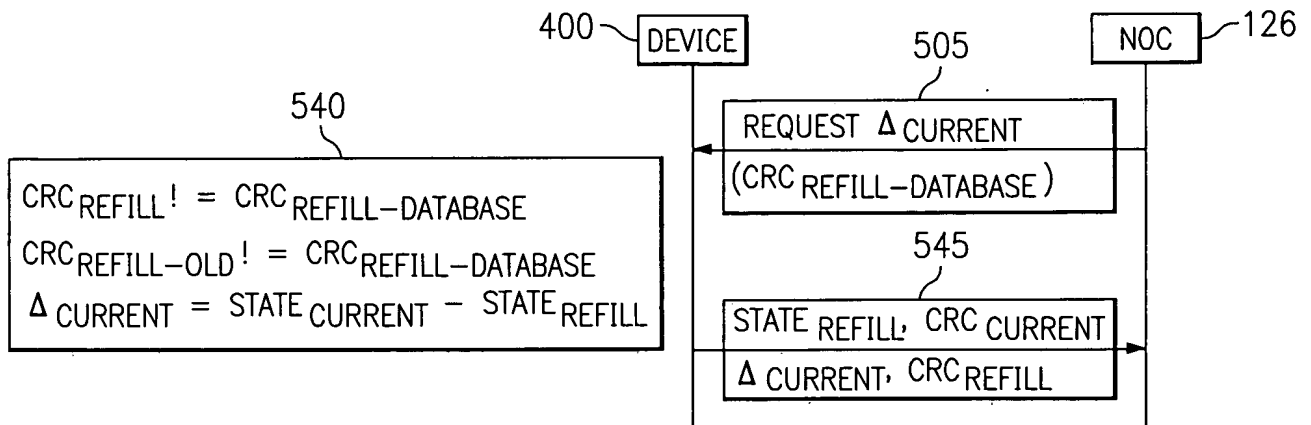 400
DEVICE
NOC
126
505
REQUEST Δ CURRENT
(CRC REFILL-DATABASE)
540
CRC REFILL ! = CRC REFILL-DATABASE
CRC REFILL-OLD ! = CRC REFILL-DATABASE
Δ CURRENT = STATE CURRENT - STATE REFILL
545
STATE REFILL, CRC CURRENT
Δ CURRENT, CRC REFILL